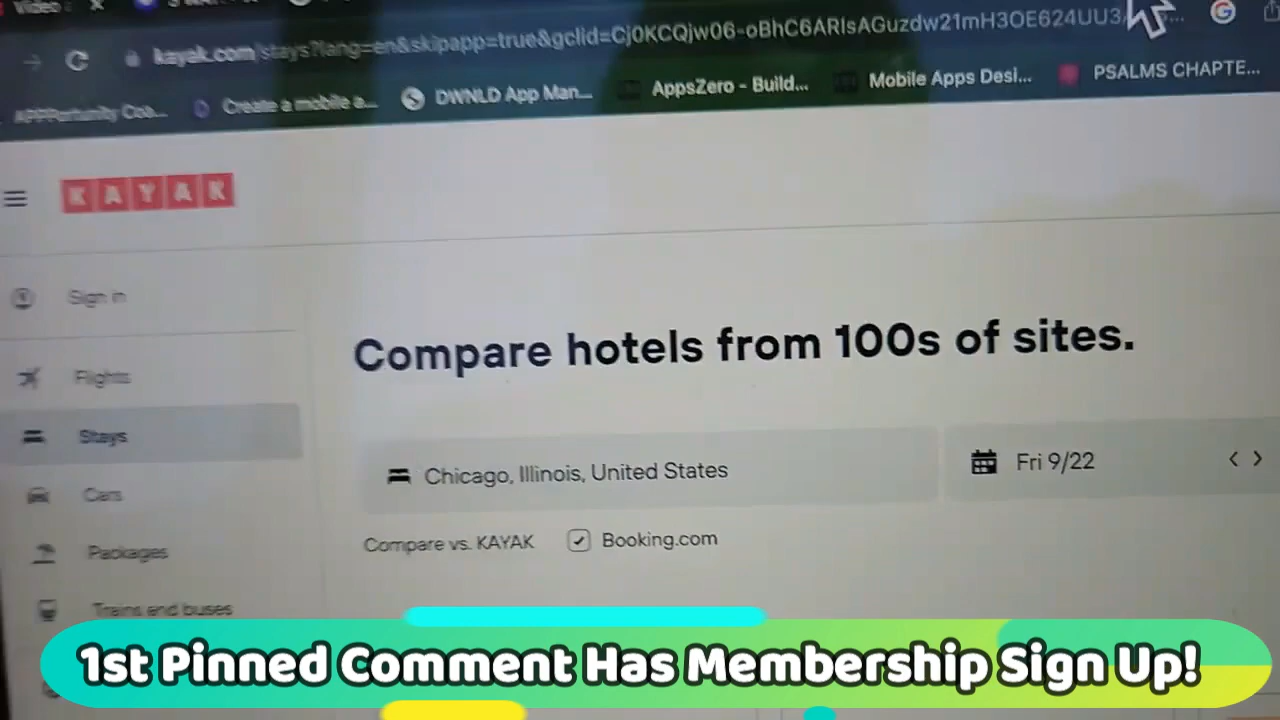 Video
kayak.com/stays?lang=en&skipapp=true&gclid=Cj0KCQjw06-oBhC6ARIsAGuzdw21mH3OE624UU3
Create a mobile a...
DWNLD App Man...
AppsZero - Build...
Mobile Apps Desi...
PSALMS CHAPTE...
KAYAK
Sign in
Compare hotels from 100s of sites.
Flights
Stays
Chicago, Illinois, United States
Fri 9/22
Cars
Compare vs. KAYAK
Booking.com
Packages
Trains and buses
1st Pinned Comment Has Membership Sign Up!